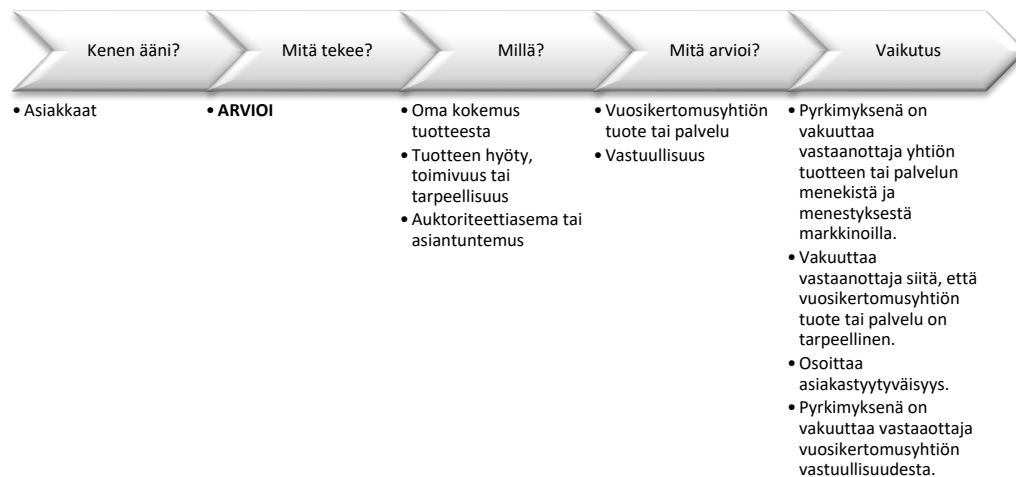 Kenen ääni?
Mitä tekee?
Millä?
Mitä arvioi?
Vaikutus
• Asiakkaat
• ARVIOI
• Oma kokemus
tuotteesta
• Tuotteen hyöty,
toimivuus tai
tarpeellisuus
• Auktoriteettiasema tai
asiantuntemus
• Vuosikertomusyhtiön
tuote tai palvelu
• Vastuullisuus
• Pyrkimyksenä on
vakuuttaa
vastaanottaja yhtiön
tuotteen tai palvelun
menekistä ja
menestyksestä
markkinoilla.
• Vakuuttaa
vastaanottaja siitä, että
vuosikertomusyhtiön
tuote tai palvelu on
tarpeellinen.
• Osoittaa
asiakastyytyväisyys.
• Pyrkimyksenä on
vakuuttaa vastaaottaja
vuosikertomusyhtiön
vastuullisuudesta.